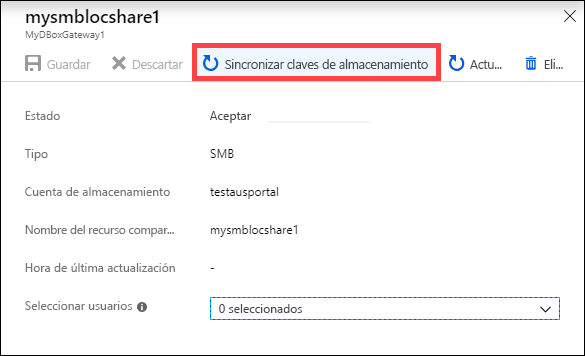 mysmblocshare1
MyDBoxGateway1
Guardar Descartar Sincronizar claves de almacenamiento Actu... Eli...
Estado Aceptar
Tipo SMB
Cuenta de almacenamiento testausportal
Nombre del recurso compar... mysmblocshare1
Hora de última actualización -
Seleccionar usuarios 0 seleccionados